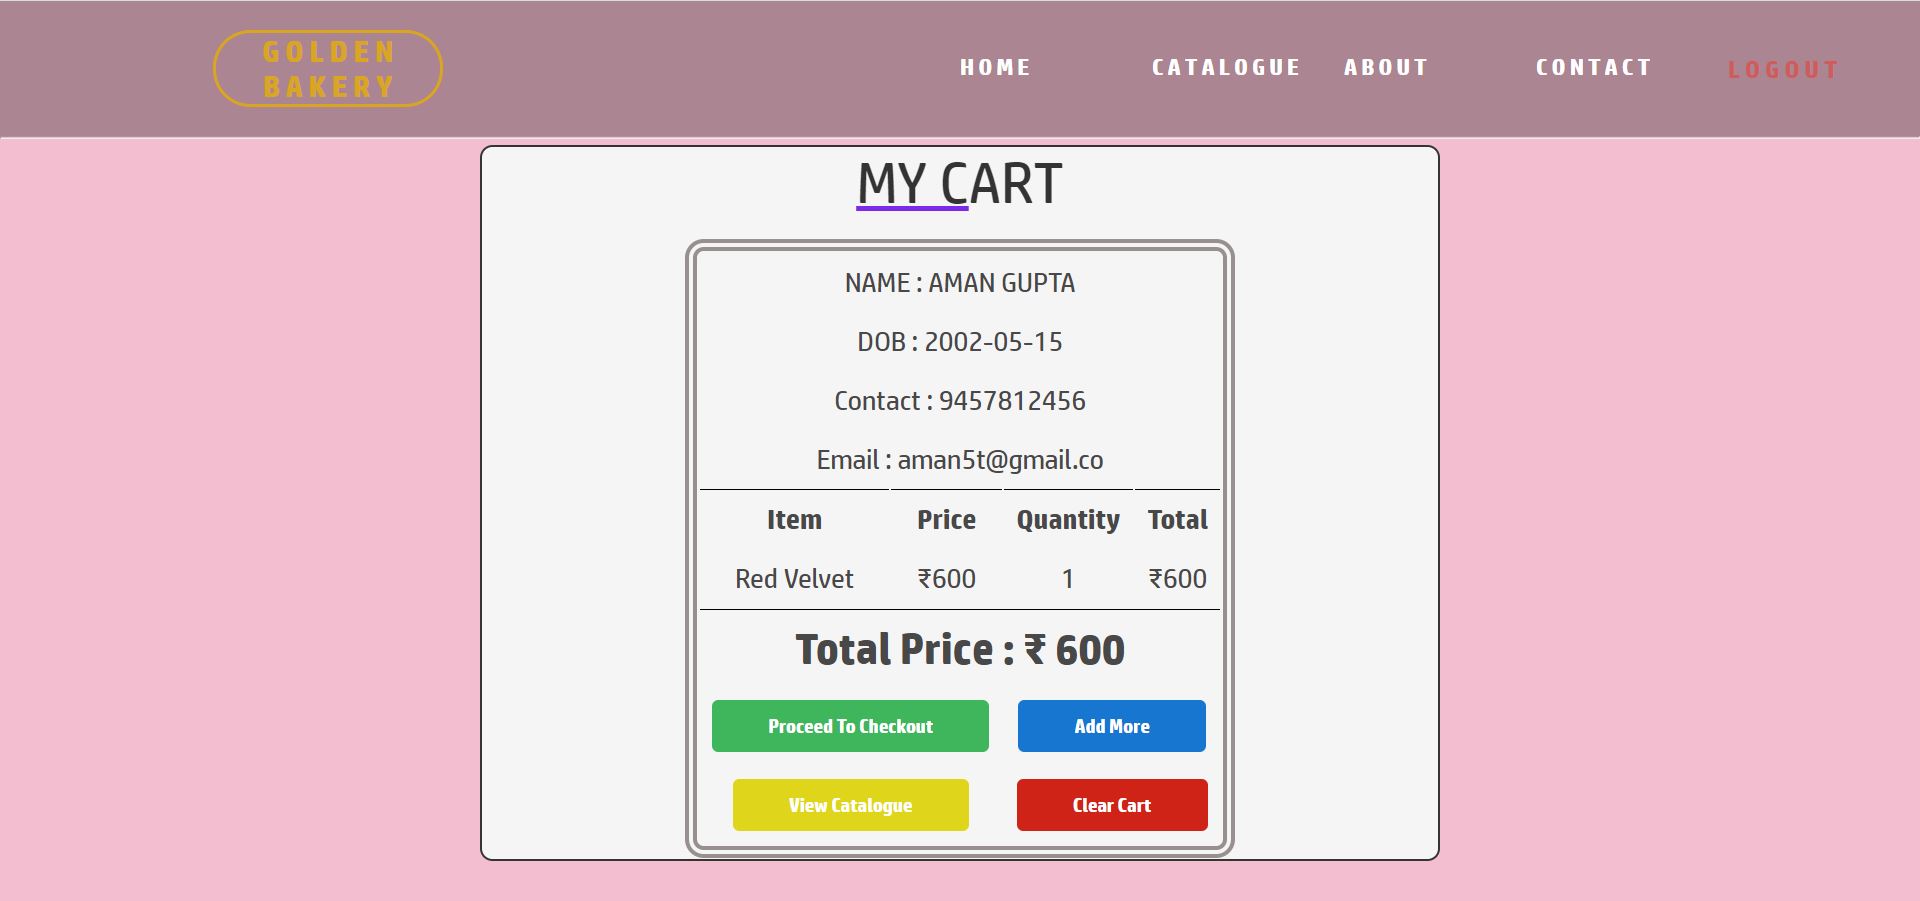 GOLDEN
BAKERY
HOME CATALOGUE ABOUT CONTACT LOGOUT
MY CART
NAME : AMAN GUPTA
DOB : 2002-05-15
Contact : 9457812456
Email : aman5t@gmail.co
Item Price Quantity Total
Red Velvet ₹600 1 ₹600
Total Price : ₹ 600
Proceed To Checkout Add More
View Catalogue Clear Cart